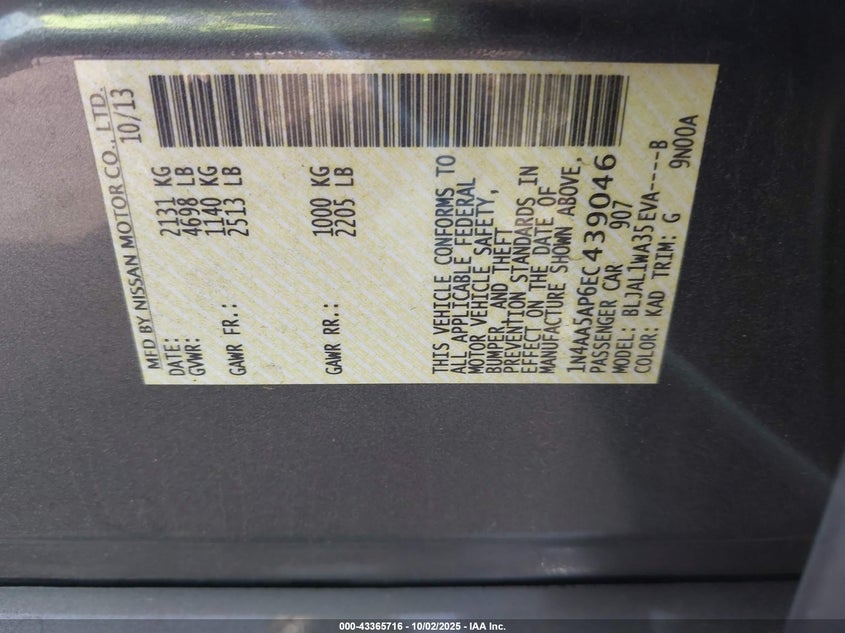 MFD BY NISSAN MOTOR CO., LTD.
DATE: 10/13
GVWR: 2131 KG
4698 LB
GAWR FR.: 1140 KG
2513 LB
GAWR RR.: 1000 KG
2205 LB
THIS VEHICLE CONFORMS TO
ALL APPLICABLE FEDERAL
MOTOR VEHICLE SAFETY,
BUMPER, AND THEFT
PREVENTION STANDARDS IN
EFFECT ON THE DATE OF
MANUFACTURE SHOWN ABOVE.
1N4AA5AP6EC439046
PASSENGER CAR 907
MODEL: BLJAL1WA35EVA----B
COLOR: KAD TRIM: G 9N00A
000-43365716 - 10/02/2025 - IAA Inc.